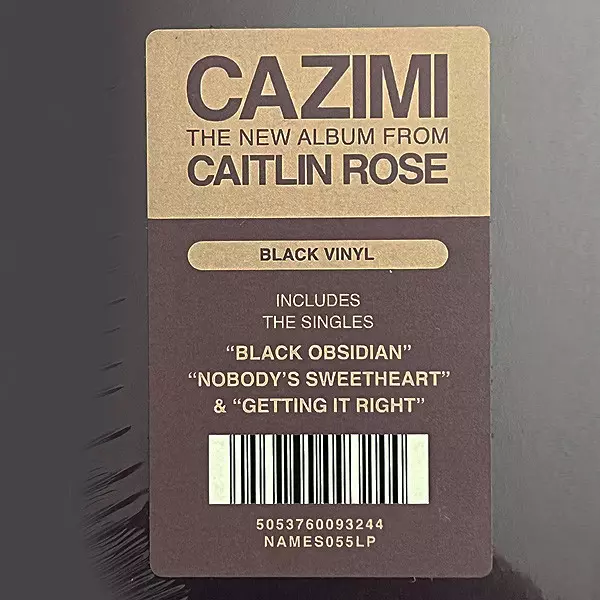 CAZIMI
THE NEW ALBUM FROM
CAITLIN ROSE
BLACK VINYL
INCLUDES
THE SINGLES
“BLACK OBSIDIAN”
“NOBODY’S SWEETHEART”
& “GETTING IT RIGHT”
5053760093244
NAMES055LP